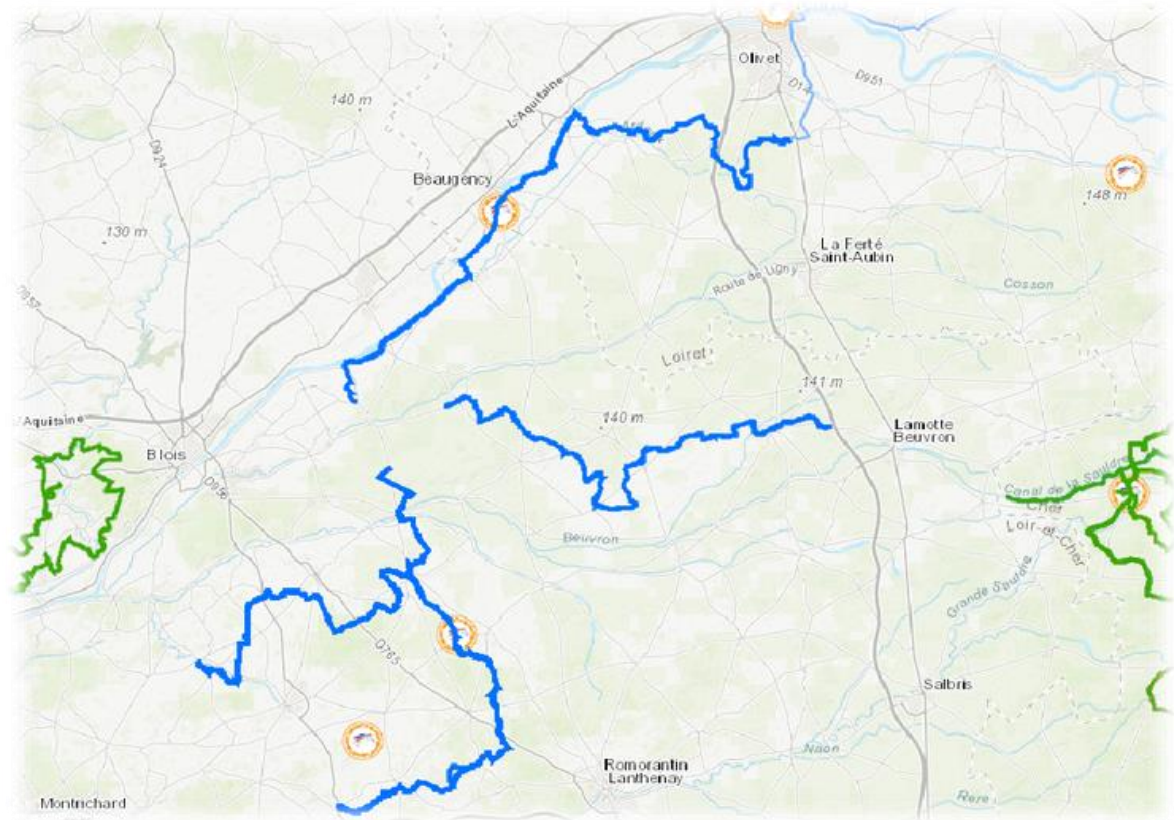 Olivet
D951
D14
L'Aquitaine
140 m
D924
Beaugency
148 m
130 m
La Ferté
Saint-Aubin
Route de Ligny
Cosson
D957
Loiret
141 m
Aquitaine
140 m
Lamotte
Beuvron
Blois
D956
Canal de la Sauldre
Cher
Loir-et-Cher
Beuvron
Grande Sauldre
D765
Salbris
Naon
Romorantin
Lanthenay
Rere
Montrichard